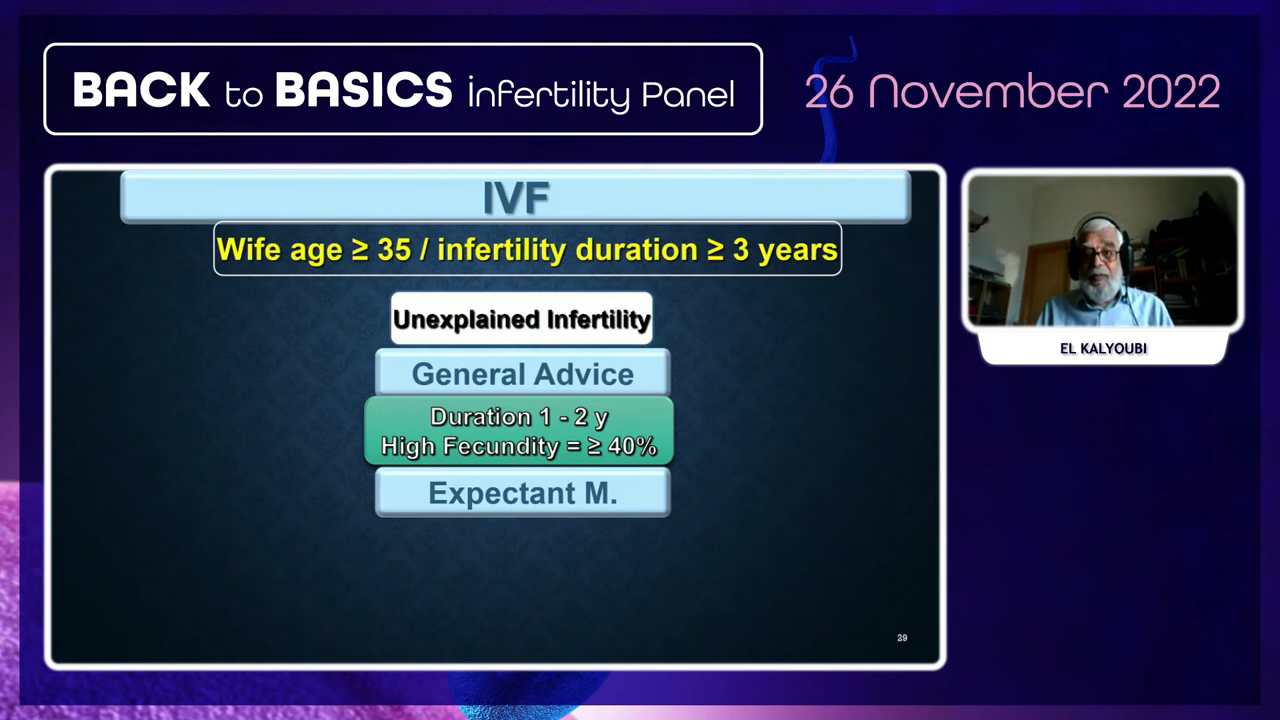 BACK to BASICS infertility Panel
26 November 2022
IVF
Wife age ≥ 35 / infertility duration ≥ 3 years
Unexplained Infertility
General Advice
Duration 1 - 2 y
High Fecundity = ≥ 40%
Expectant M.
29
EL KALYOUBI